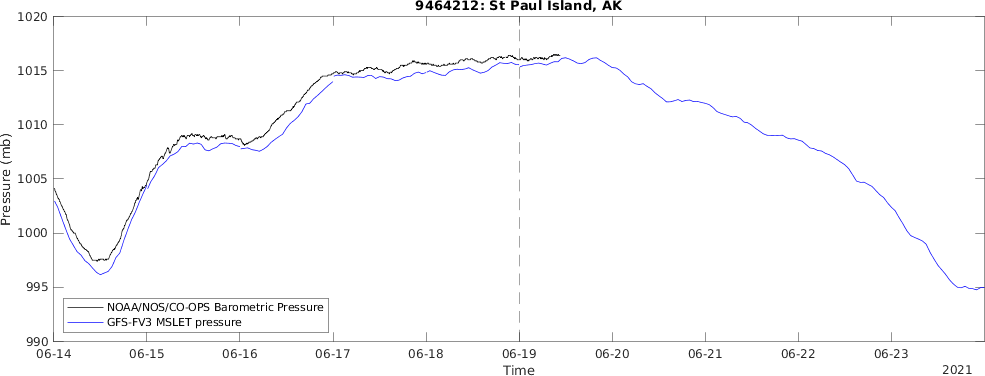 9464212: St Paul Island, AK
1020
1015
1010
1005
1000
995
990
Pressure (mb)
NOAA/NOS/CO-OPS Barometric Pressure
GFS-FV3 MSLET pressure
06-14 06-15 06-16 06-17 06-18 06-19 06-20 06-21 06-22 06-23
Time
2021